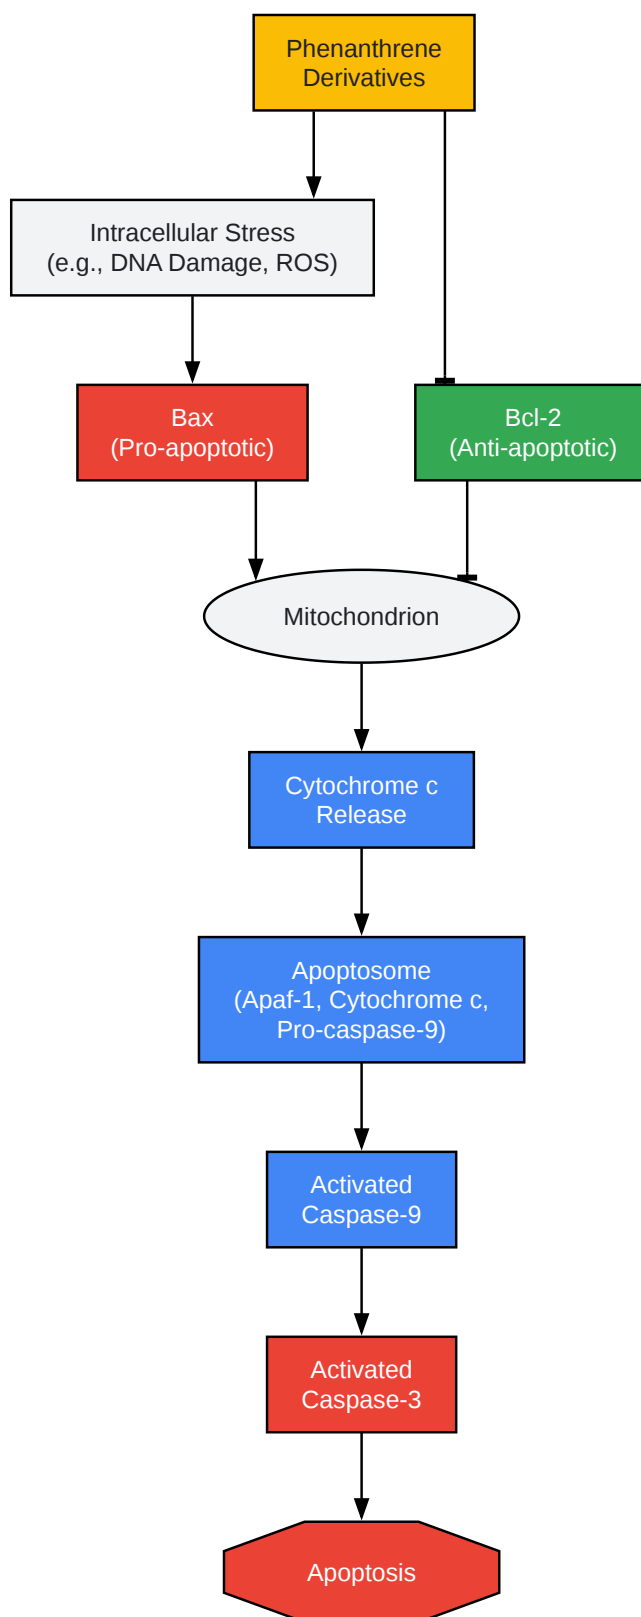 Phenanthrene
Derivatives
Intracellular Stress
(e.g., DNA Damage, ROS)
Bax
(Pro-apoptotic)
Bcl-2
(Anti-apoptotic)
Mitochondrion
Cytochrome c
Release
Apoptosome
(Apaf-1, Cytochrome c,
Pro-caspase-9)
Activated
Caspase-9
Activated
Caspase-3
Apoptosis